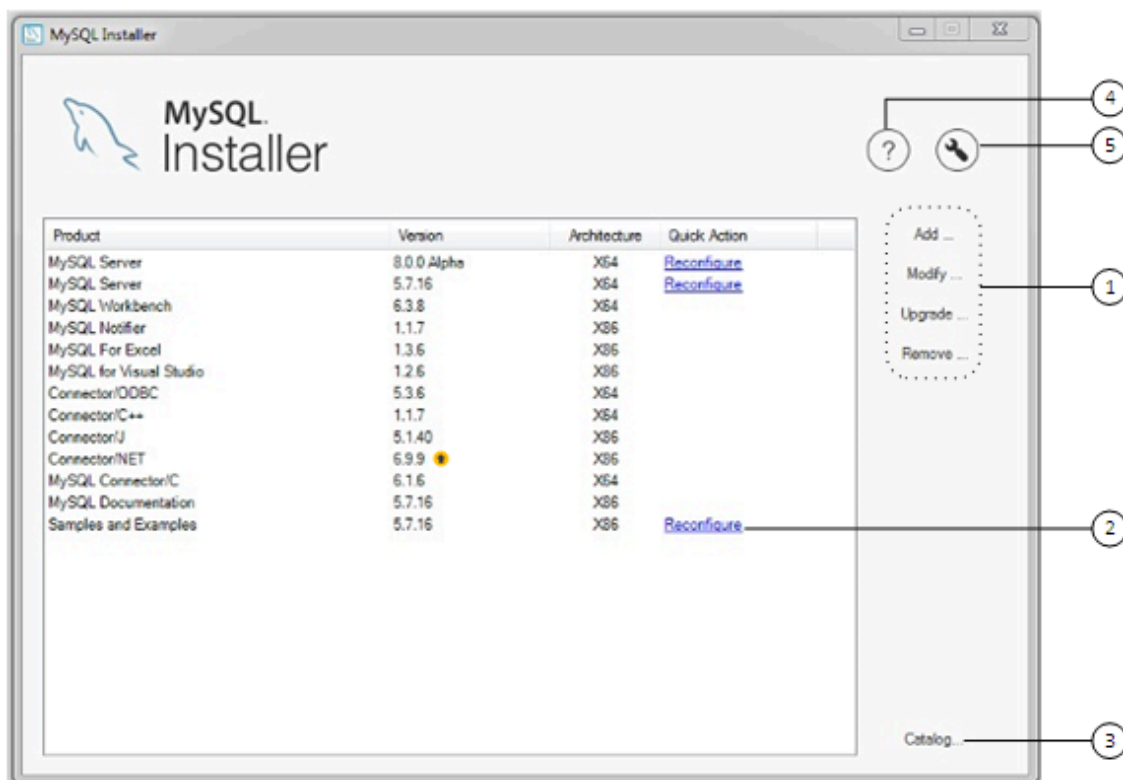 MySQL Installer
MySQL.
Installer
4
?
5
Product Version Architecture Quick Action
MySQL Server 8.0.0 Alpha X64 Reconfigure
MySQL Server 5.7.16 X64 Reconfigure
MySQL Workbench 6.3.8 X64
MySQL Notifier 1.1.7 X86
MySQL For Excel 1.3.6 X86
MySQL for Visual Studio 1.2.6 X86
Connector/ODBC 5.3.6 X64
Connector/C++ 1.1.7 X64
Connector/J 5.1.40 X86
Connector/NET 6.9.9 X86
MySQL Connector/C 6.1.6 X64
MySQL Documentation 5.7.16 X86
Samples and Examples 5.7.16 X86 Reconfigure
Add ...
Modify ...
Upgrade ...
Remove ...
1
2
Catalog...
3